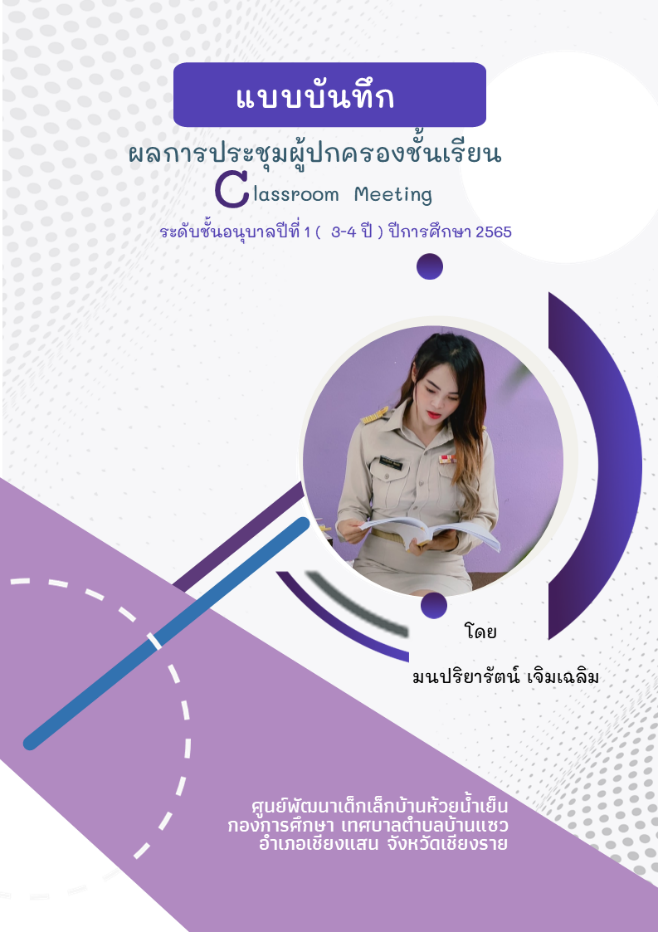 แบบบันทึก
ผลการประชุมผู้ปกครองชั้นเรียน
Classroom Meeting
ระดับชั้นอนุบาลปีที่ 1 ( 3-4 ปี ) ปีการศึกษา 2565
โดย
มนปริยารัตน์ เจิมเฉลิม
ศูนย์พัฒนาเด็กเล็กบ้านห้วยน้ำเย็น
กองการศึกษา เทศบาลตำบลบ้านแซว
อำเภอเชียงแสน จังหวัดเชียงราย